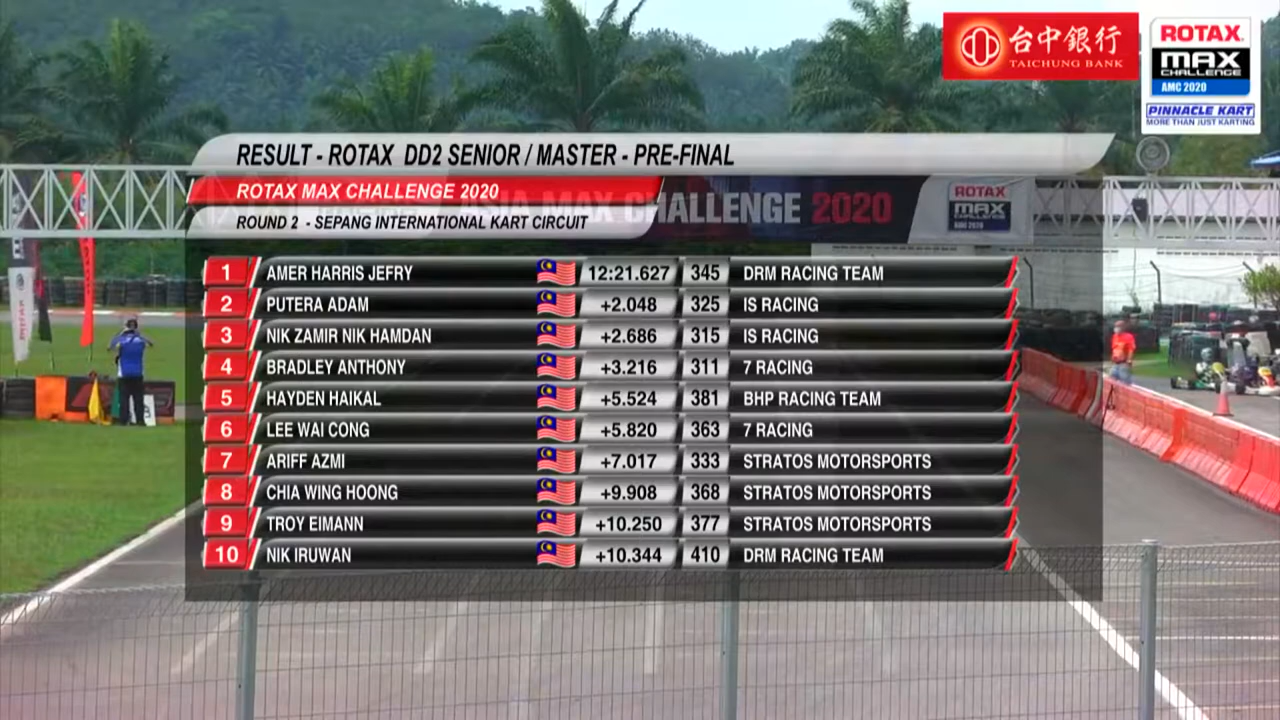 台中銀行
TAICHUNG BANK
ROTAX
MAX
CHALLENGE
AMC 2020
PINNACLE KART
MORE THAN JUST KARTING
RESULT - ROTAX DD2 SENIOR / MASTER - PRE-FINAL
ROTAX MAX CHALLENGE 2020
MAX CHALLENGE 2020
ROTAX
MAX
CHALLENGE
AMC 2020
ROUND 2 - SEPANG INTERNATIONAL KART CIRCUIT
1 AMER HARRIS JEFRY 12:21.627 345 DRM RACING TEAM
2 PUTERA ADAM +2.048 325 IS RACING
3 NIK ZAMIR NIK HAMDAN +2.686 315 IS RACING
4 BRADLEY ANTHONY +3.216 311 7 RACING
5 HAYDEN HAIKAL +5.524 381 BHP RACING TEAM
6 LEE WAI CONG +5.820 363 7 RACING
7 ARIFF AZMI +7.017 333 STRATOS MOTORSPORTS
8 CHIA WING HOONG +9.908 368 STRATOS MOTORSPORTS
9 TROY EIMANN +10.250 377 STRATOS MOTORSPORTS
10 NIK IRUWAN +10.344 410 DRM RACING TEAM